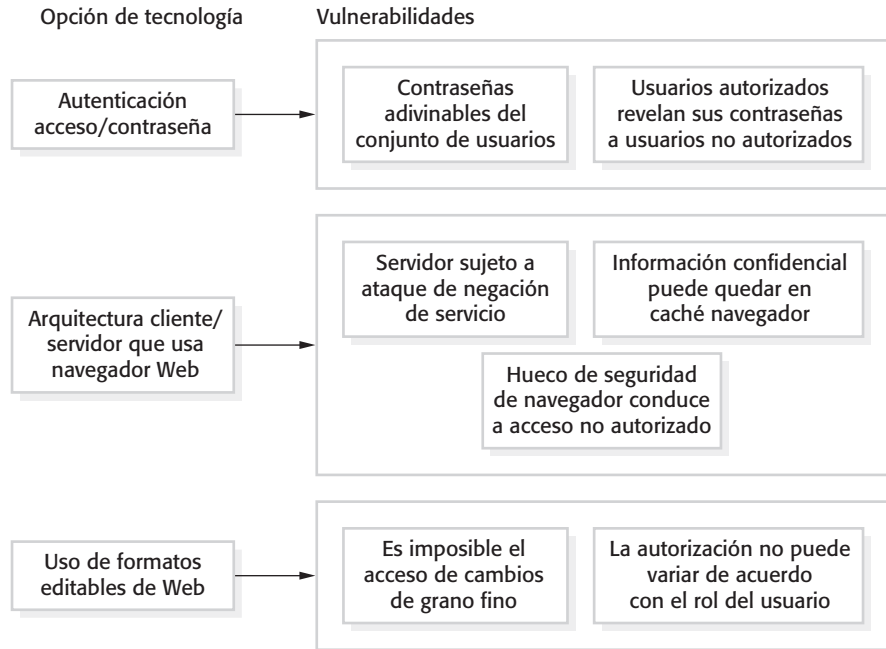 Opción de tecnología
Vulnerabilidades
Autenticación
acceso/contraseña
Contraseñas
adivinables del
conjunto de usuarios
Usuarios autorizados
revelan sus contraseñas
a usuarios no autorizados
Arquitectura cliente/
servidor que usa
navegador Web
Servidor sujeto a
ataque de negación
de servicio
Información confidencial
puede quedar en
caché navegador
Hueco de seguridad
de navegador conduce
a acceso no autorizado
Uso de formatos
editables de Web
Es imposible el
acceso de cambios
de grano fino
La autorización no puede
variar de acuerdo
con el rol del usuario